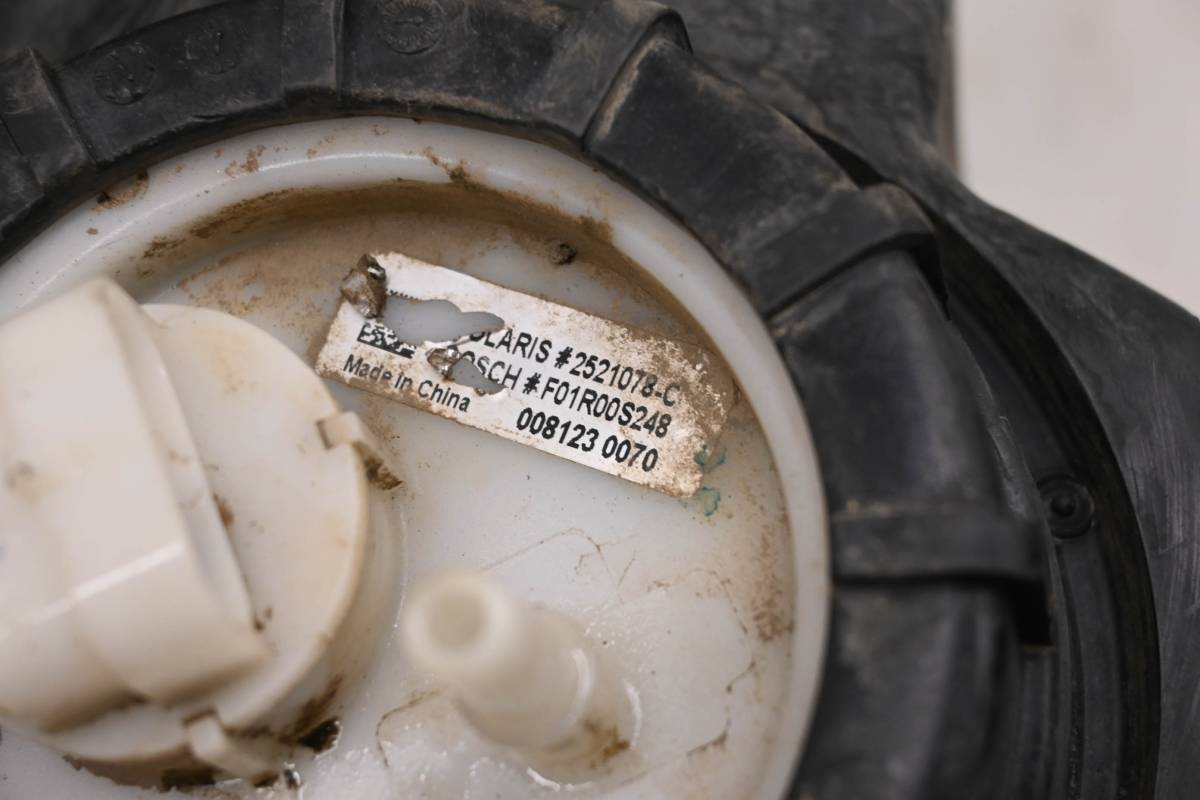 OLARIS #2521078-C
OSCH #F01R00S248
Made in China
008123 0070